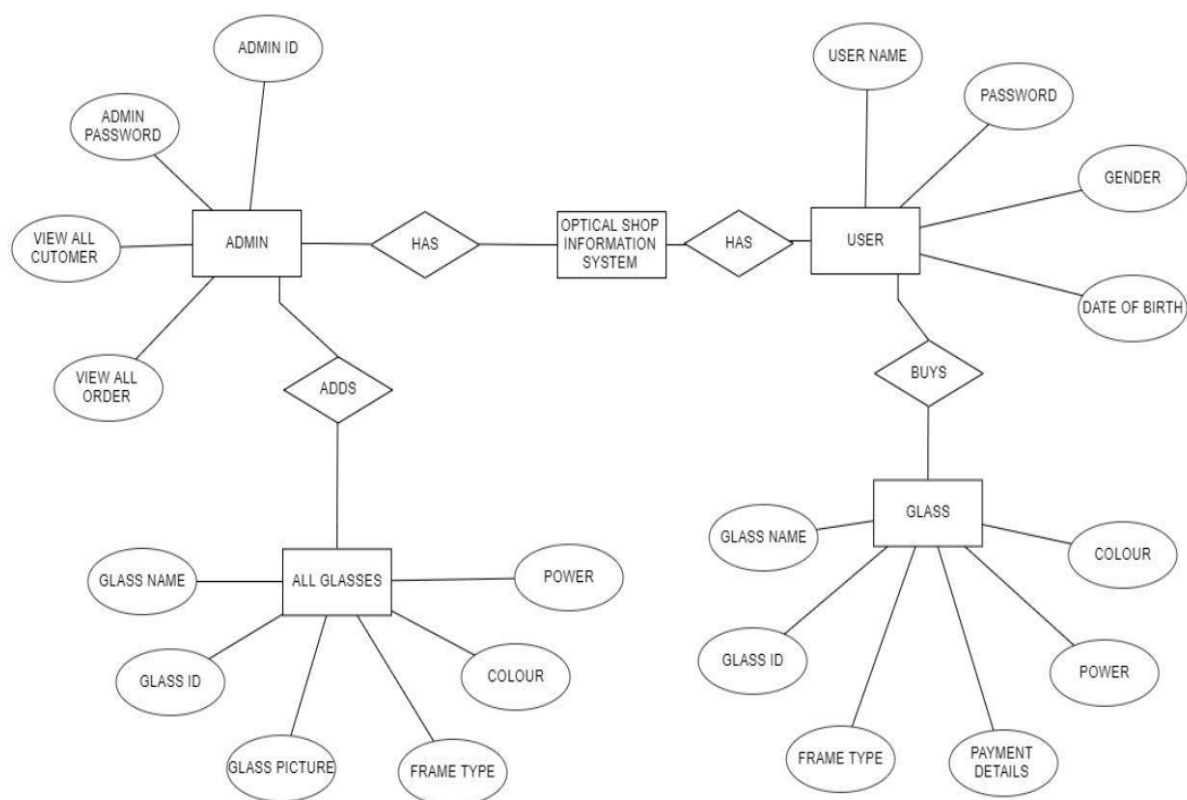 ADMIN ID
USER NAME
PASSWORD
ADMIN
PASSWORD
GENDER
VIEW ALL
CUTOMER
ADMIN
HAS
OPTICAL SHOP
INFORMATION
SYSTEM
HAS
USER
DATE OF BIRTH
VIEW ALL
ORDER
ADDS
BUYS
GLASS NAME
GLASS
COLOUR
GLASS NAME
ALL GLASSES
POWER
GLASS ID
COLOUR
GLASS ID
POWER
GLASS PICTURE
FRAME TYPE
FRAME TYPE
PAYMENT
DETAILS